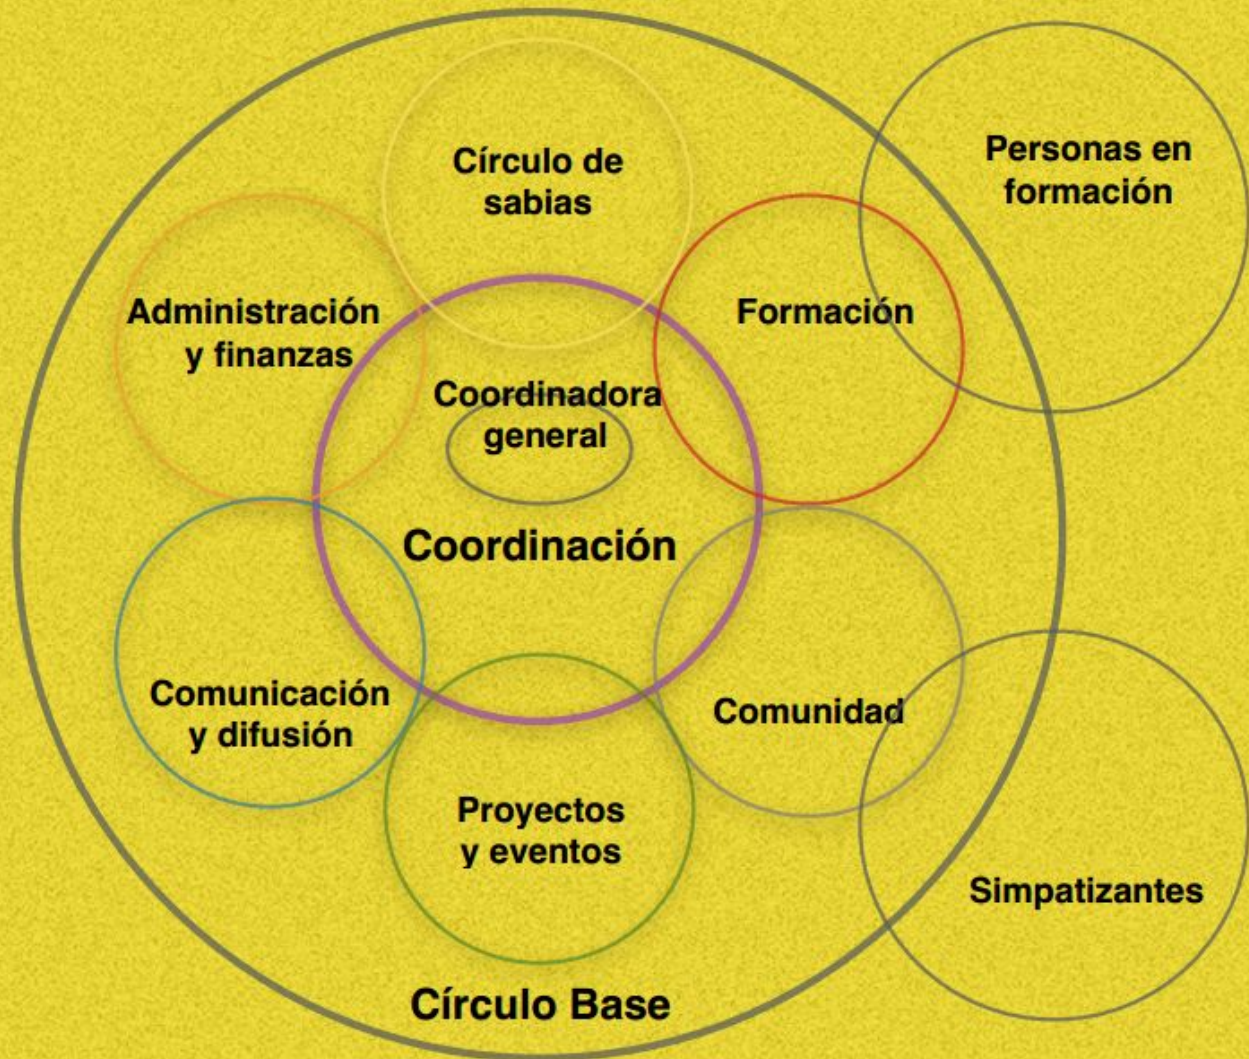 Círculo de
sabias
Personas en
formación
Administración
y finanzas
Formación
Coordinadora
general
Coordinación
Comunicación
y difusión
Comunidad
Proyectos
y eventos
Simpatizantes
Círculo Base